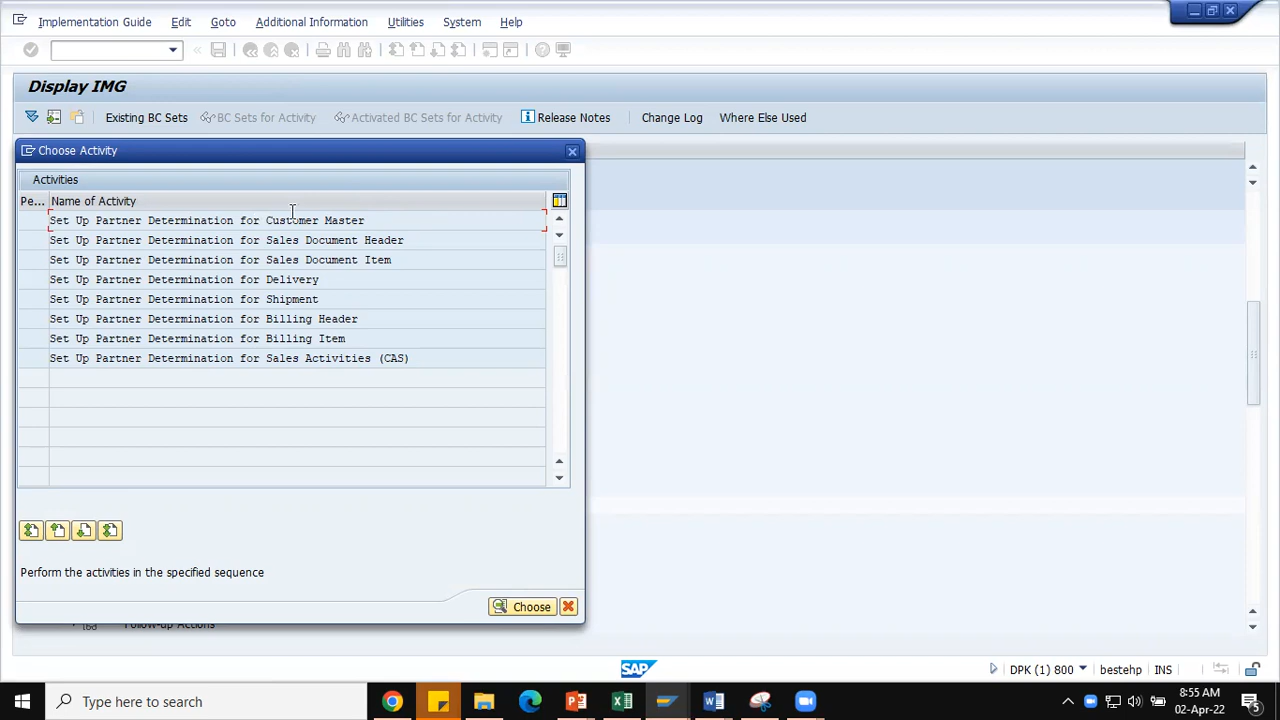 Implementation Guide Edit Goto Additional Information Utilities System Help
Display IMG
Existing BC Sets BC Sets for Activity Activated BC Sets for Activity Release Notes Change Log Where Else Used
Choose Activity
Activities
Pe... Name of Activity
Set Up Partner Determination for Customer Master
Set Up Partner Determination for Sales Document Header
Set Up Partner Determination for Sales Document Item
Set Up Partner Determination for Delivery
Set Up Partner Determination for Shipment
Set Up Partner Determination for Billing Header
Set Up Partner Determination for Billing Item
Set Up Partner Determination for Sales Activities (CAS)
Perform the activities in the specified sequence
Choose
Follow-up Actions
SAP DPK (1) 800 bestehp INS
Type here to search
8:55 AM
02-Apr-22
5